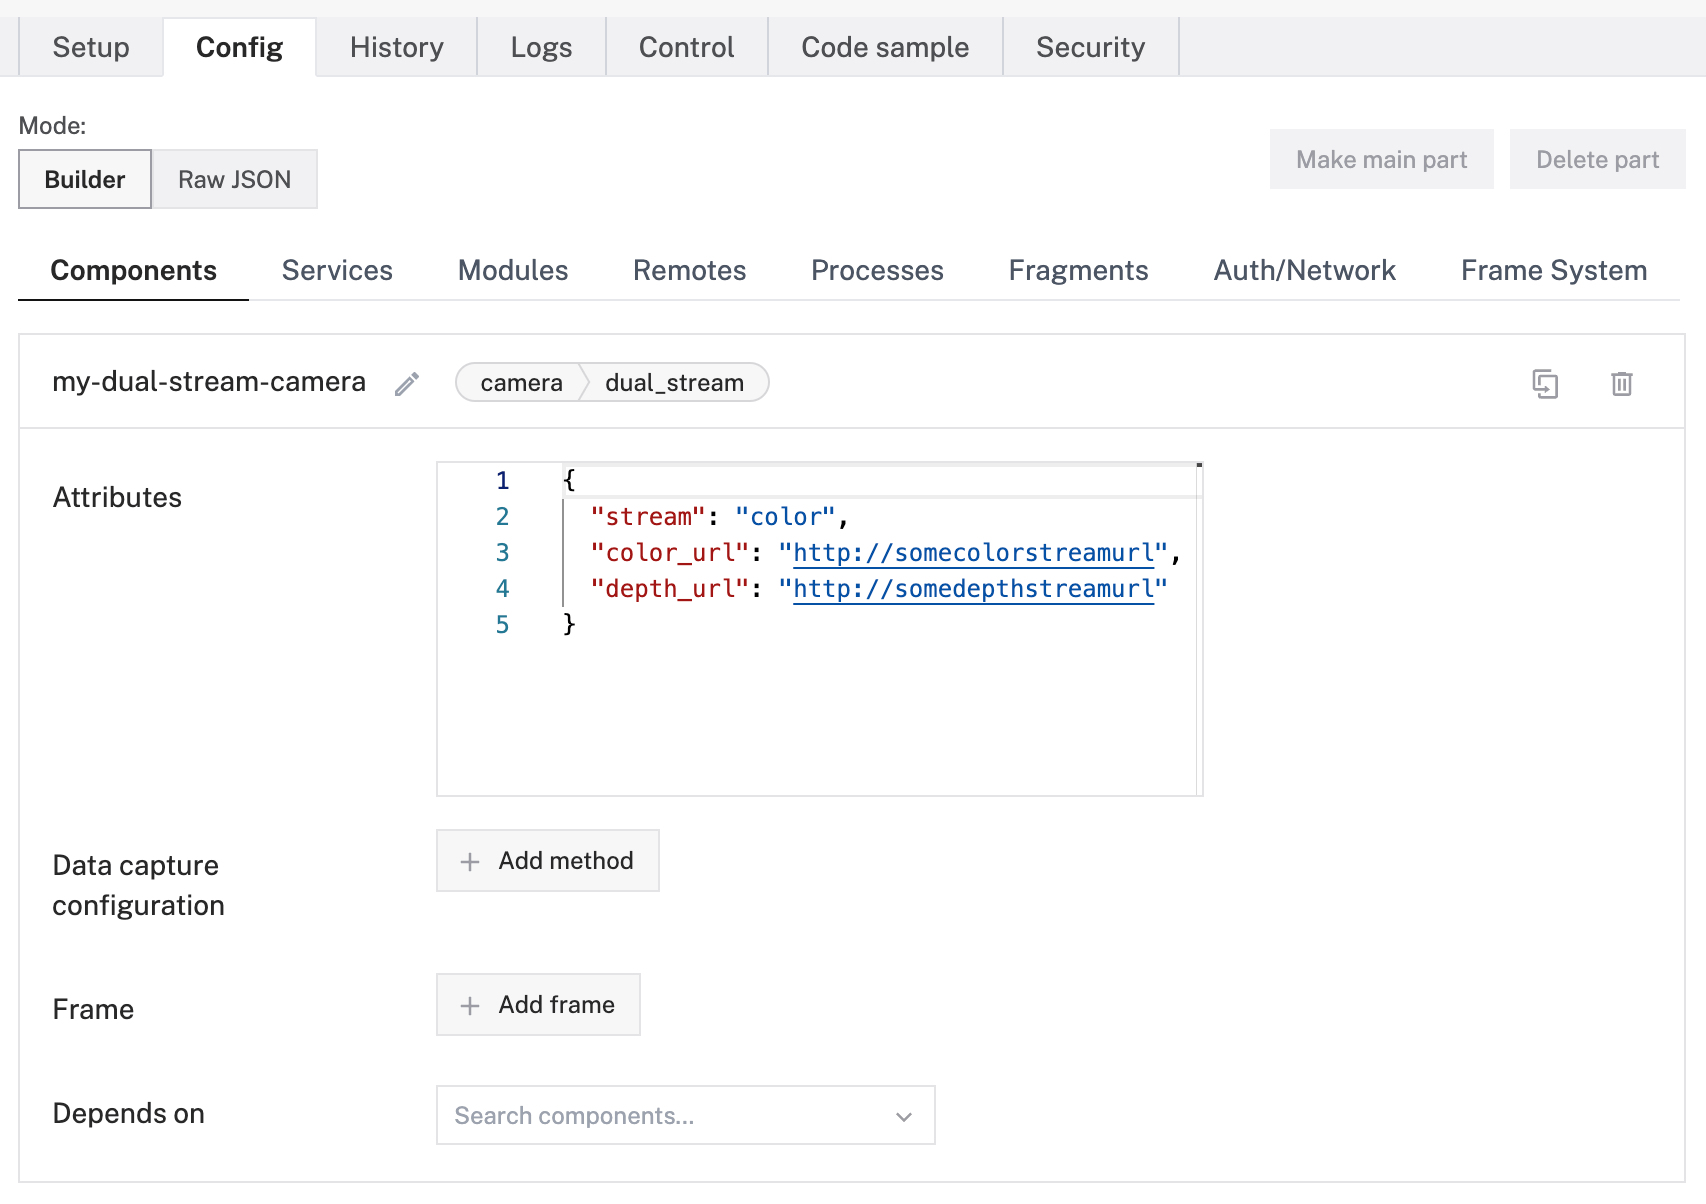 Setup Config History Logs Control Code sample Security
Mode:
Builder Raw JSON Make main part Delete part
Components Services Modules Remotes Processes Fragments Auth/Network Frame System
my-dual-stream-camera camera dual_stream
Attributes
1 {
2 "stream": "color",
3 "color_url": "http://somecolorstreamurl",
4 "depth_url": "http://somedepthstreamurl"
5 }
Data capture
configuration
+ Add method
Frame + Add frame
Depends on Search components...